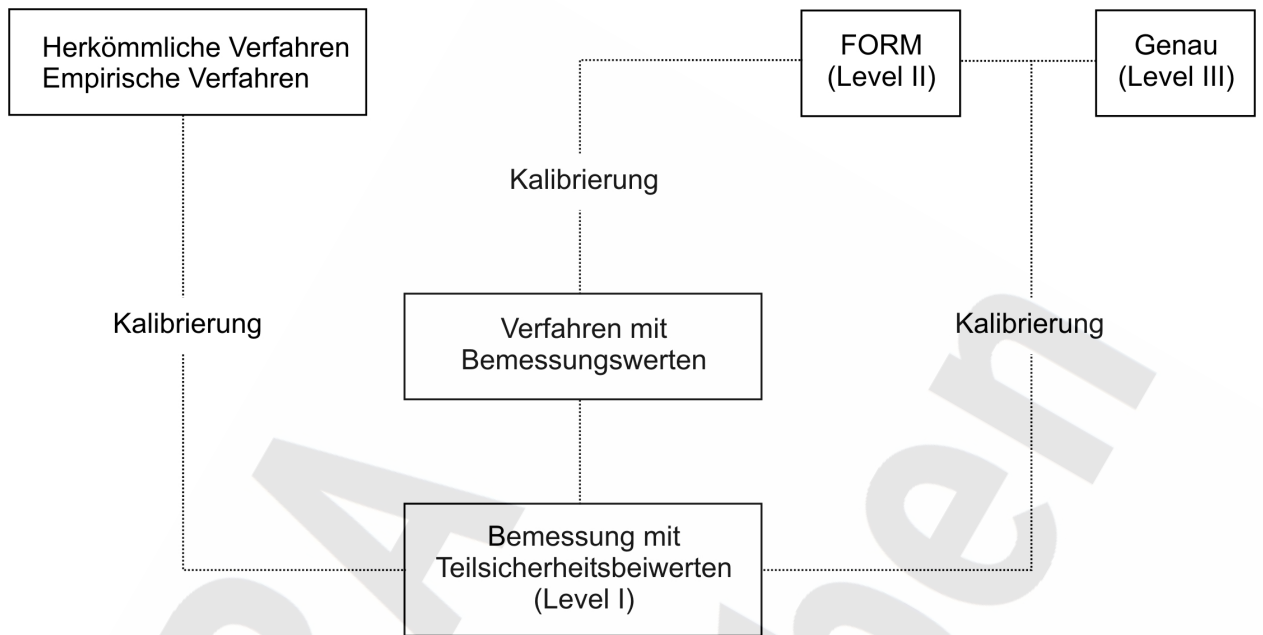 Herkömmliche Verfahren
Empirische Verfahren
FORM
(Level II)
Genau
(Level III)
Kalibrierung
Kalibrierung
Kalibrierung
Verfahren mit
Bemessungswerten
Bemessung mit
Teilsicherheitsbeiwerten
(Level I)